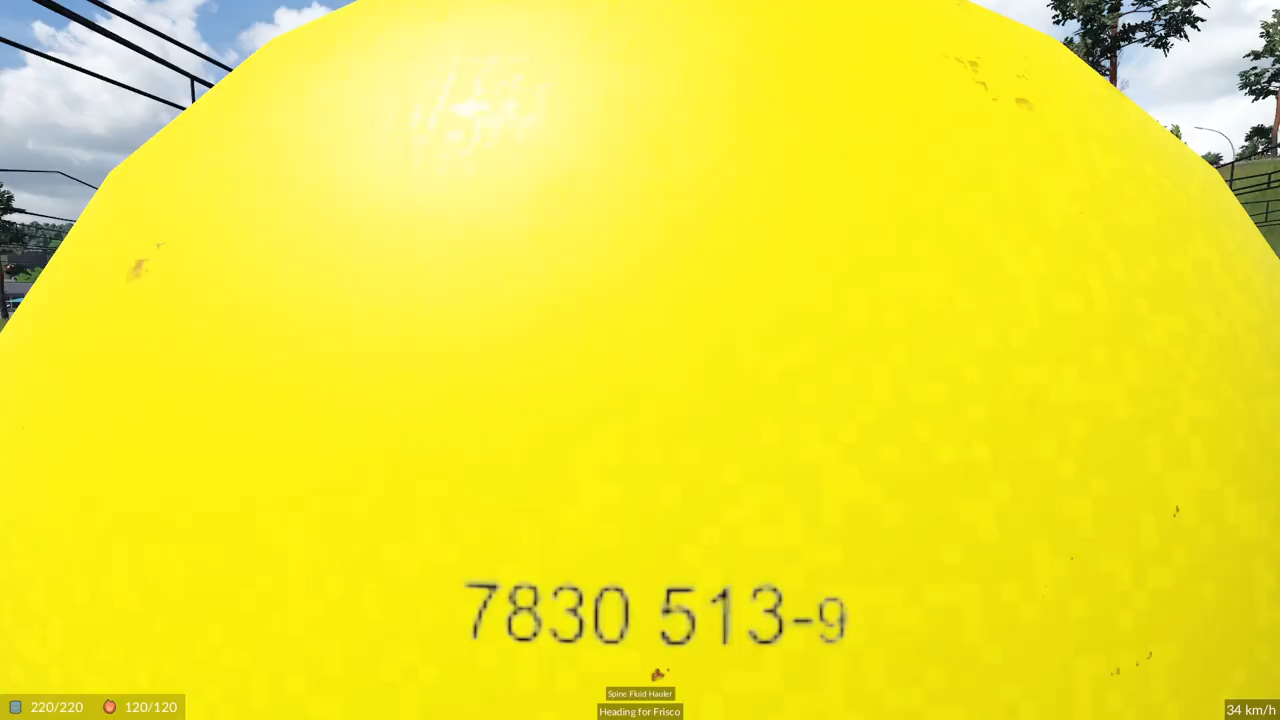 7830 513-9
Spine Fluid Hauler
Heading for Frisco
220/220 120/120
34 km/h